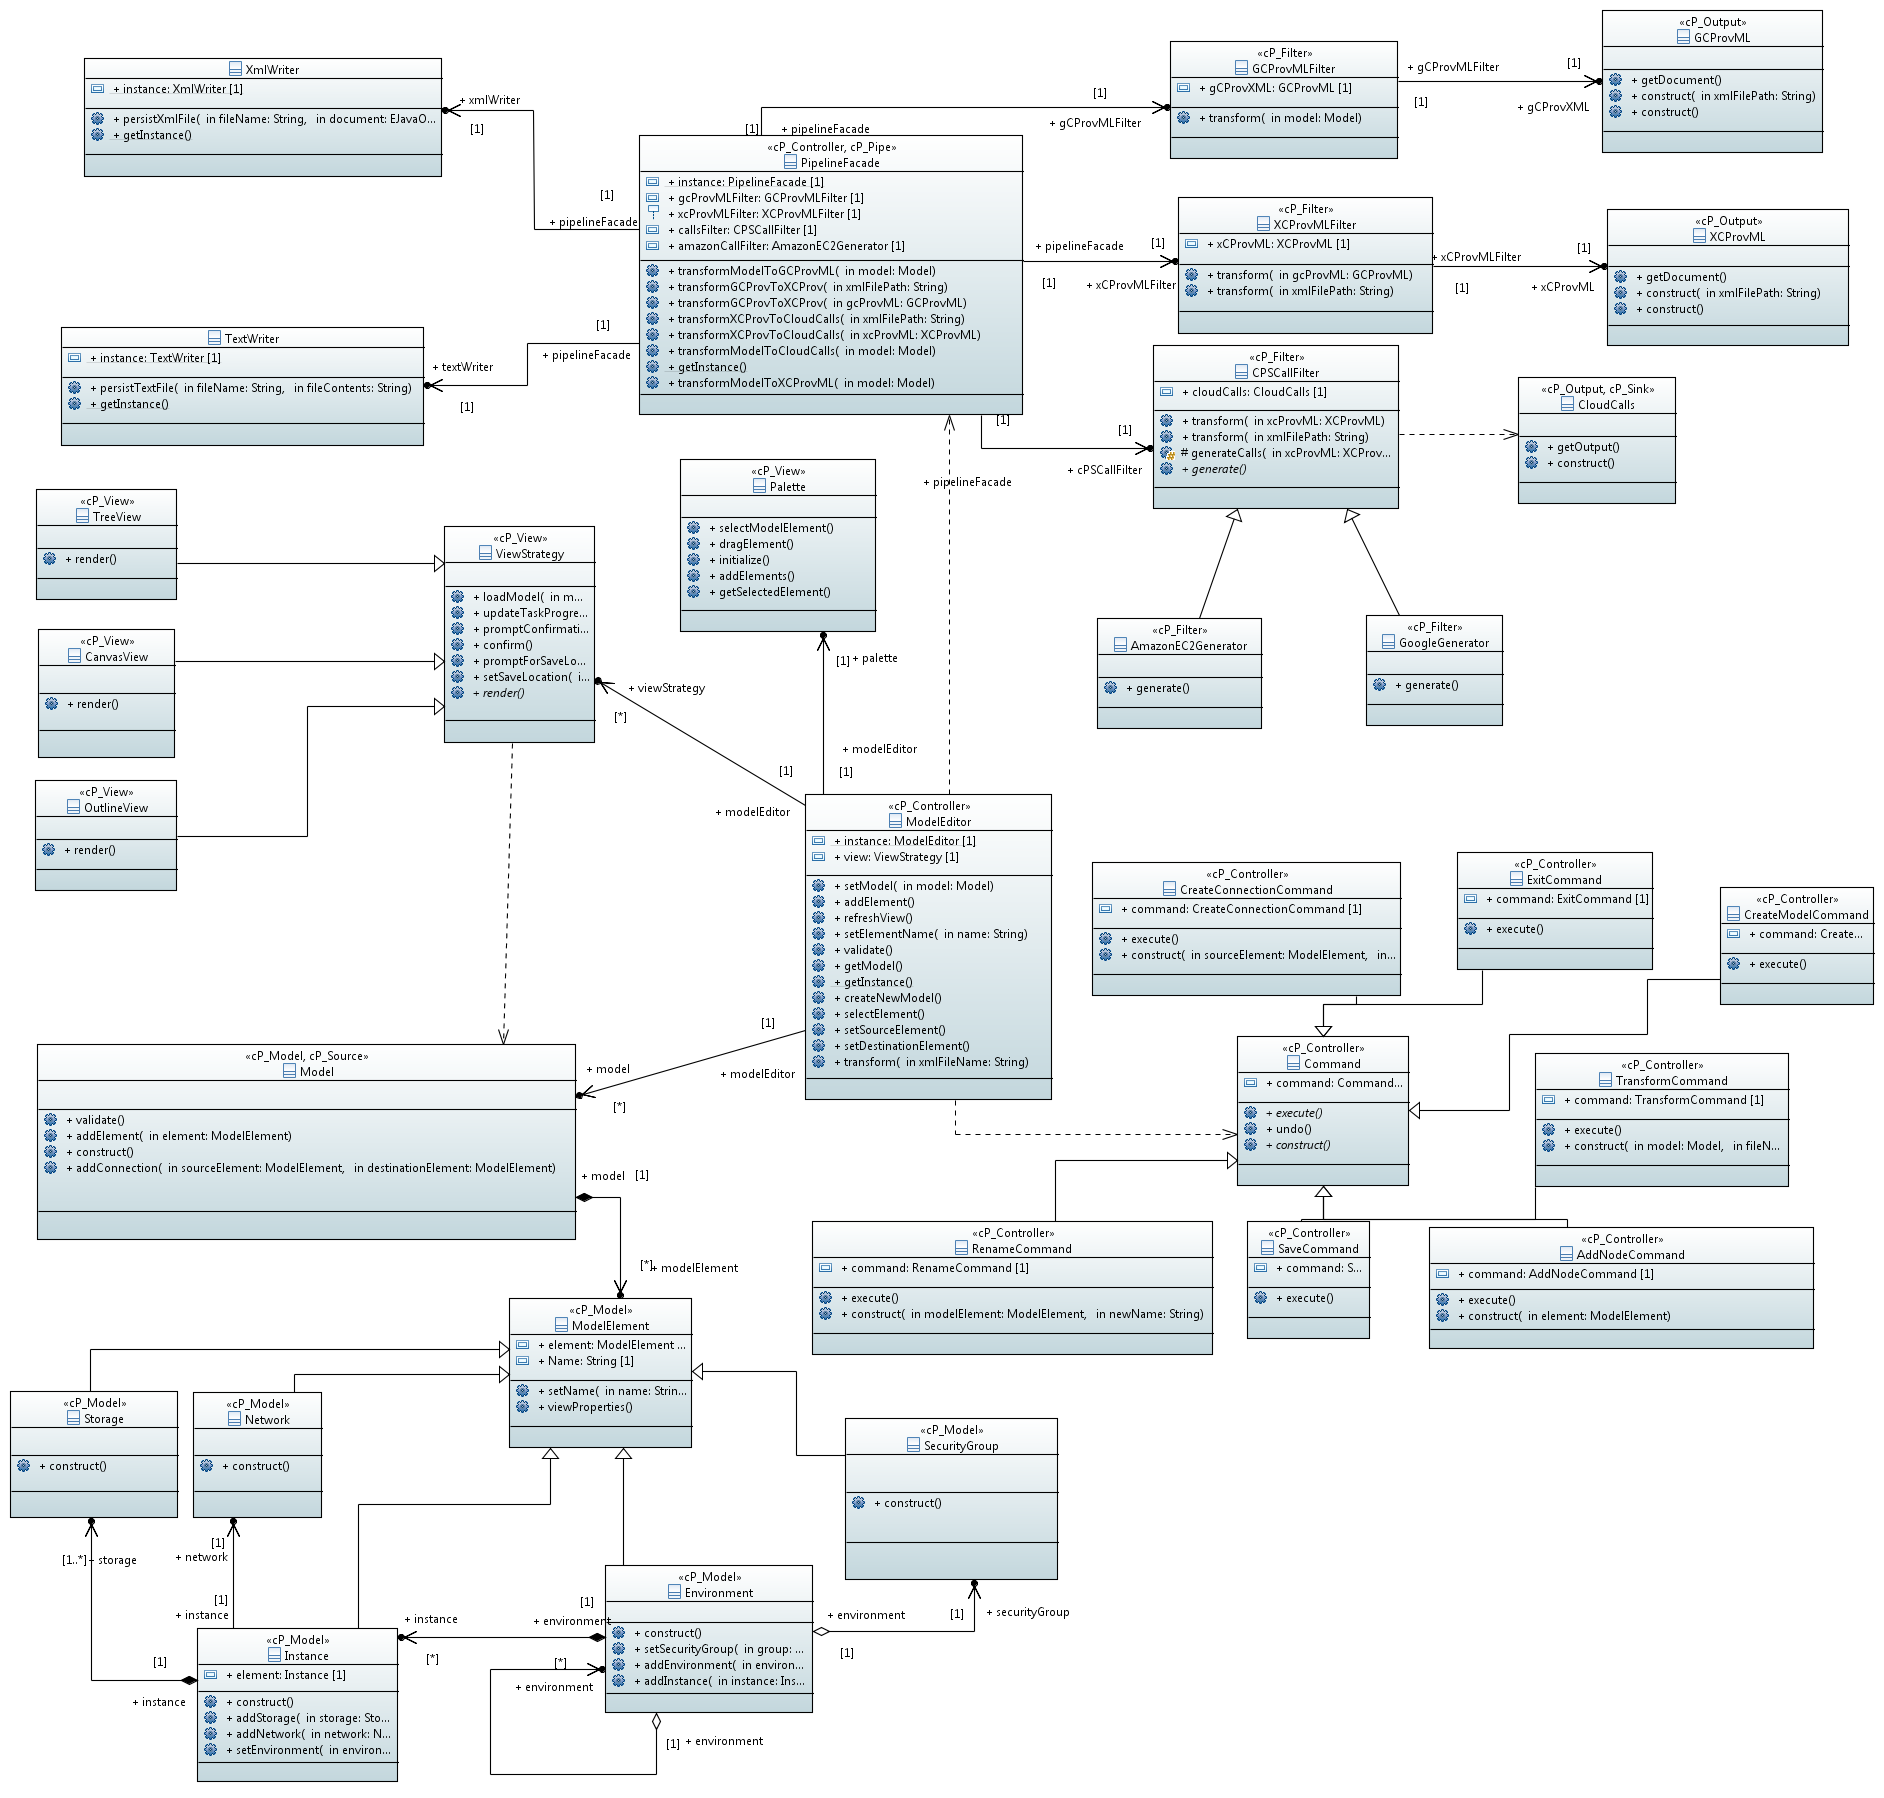 XmlWriter
+ instance: XmlWriter [1]
+ persistXmlFile( in fileName: String, in document: EJavaO...
+ getInstance()
+ xmlWriter
[1]
[1]
+ pipelineFacade
TextWriter
+ instance: TextWriter [1]
+ persistTextFile( in fileName: String, in fileContents: String)
+ getInstance()
+ textWriter
[1]
[1]
+ pipelineFacade
[1]
+ pipelineFacade
«cP_Controller, cP_Pipe»
PipelineFacade
+ instance: PipelineFacade [1]
+ gcProvMLFilter: GCProvMLFilter [1]
+ xcProvMLFilter: XCProvMLFilter [1]
+ callsFilter: CPSCallFilter [1]
+ amazonCallFilter: AmazonEC2Generator [1]
+ transformModelToGCProvML( in model: Model)
+ transformGCProvToXCProv( in xmlFilePath: String)
+ transformGCProvToXCProv( in gcProvML: GCProvML)
+ transformXCProvToCloudCalls( in xmlFilePath: String)
+ transformXCProvToCloudCalls( in xcProvML: XCProvML)
+ transformModelToCloudCalls( in model: Model)
+ getInstance()
+ transformModelToXCProvML( in model: Model)
[1]
+ gCProvMLFilter
«cP_Filter»
GCProvMLFilter
+ gCProvXML: GCProvML [1]
+ transform( in model: Model)
+ gCProvMLFilter
[1]
[1]
+ gCProvXML
«cP_Output»
GCProvML
+ getDocument()
+ construct( in xmlFilePath: String)
+ construct()
+ pipelineFacade
[1]
[1]
+ xCProvMLFilter
«cP_Filter»
XCProvMLFilter
+ xCProvML: XCProvML [1]
+ transform( in gcProvML: GCProvML)
+ transform( in xmlFilePath: String)
+ xCProvMLFilter
[1]
[1]
+ xCProvML
«cP_Output»
XCProvML
+ getDocument()
+ construct( in xmlFilePath: String)
+ construct()
[1]
[1]
+ cPSCallFilter
+ pipelineFacade
«cP_Filter»
CPSCallFilter
+ cloudCalls: CloudCalls [1]
+ transform( in xcProvML: XCProvML)
+ transform( in xmlFilePath: String)
# generateCalls( in xcProvML: XCProv...
+ generate()
«cP_Output, cP_Sink»
CloudCalls
+ getOutput()
+ construct()
«cP_Filter»
AmazonEC2Generator
+ generate()
«cP_Filter»
GoogleGenerator
+ generate()
«cP_View»
TreeView
+ render()
«cP_View»
CanvasView
+ render()
«cP_View»
OutlineView
+ render()
«cP_View»
ViewStrategy
+ loadModel( in m...
+ updateTaskProgre...
+ promptConfirmati...
+ confirm()
+ promptForSaveLo...
+ setSaveLocation( i...
+ render()
«cP_View»
Palette
+ selectModelElement()
+ dragElement()
+ initialize()
+ addElements()
+ getSelectedElement()
[1] + palette
+ viewStrategy
[*]
+ modelEditor
[1]
[1]
+ modelEditor
«cP_Controller»
ModelEditor
+ instance: ModelEditor [1]
+ view: ViewStrategy [1]
+ setModel( in model: Model)
+ addElement()
+ refreshView()
+ setElementName( in name: String)
+ validate()
+ getModel()
+ getInstance()
+ createNewModel()
+ selectElement()
+ setSourceElement()
+ setDestinationElement()
+ transform( in xmlFileName: String)
[1]
+ modelEditor
+ model
[*]
«cP_Controller»
CreateConnectionCommand
+ command: CreateConnectionCommand [1]
+ execute()
+ construct( in sourceElement: ModelElement, in...
«cP_Controller»
ExitCommand
+ command: ExitCommand [1]
+ execute()
«cP_Controller»
CreateModelCommand
+ command: Create...
+ execute()
«cP_Controller»
Command
+ command: Command...
+ execute()
+ undo()
+ construct()
«cP_Controller»
TransformCommand
+ command: TransformCommand [1]
+ execute()
+ construct( in model: Model, in fileN...
«cP_Controller»
RenameCommand
+ command: RenameCommand [1]
+ execute()
+ construct( in modelElement: ModelElement, in newName: String)
«cP_Controller»
SaveCommand
+ command: S...
+ execute()
«cP_Controller»
AddNodeCommand
+ command: AddNodeCommand [1]
+ execute()
+ construct( in element: ModelElement)
«cP_Model, cP_Source»
Model
+ validate()
+ addElement( in element: ModelElement)
+ construct()
+ addConnection( in sourceElement: ModelElement, in destinationElement: ModelElement)
+ model
[1]
[*]
+ modelElement
«cP_Model»
ModelElement
+ element: ModelElement ...
+ Name: String [1]
+ setName( in name: Strin...
+ viewProperties()
«cP_Model»
Storage
+ construct()
«cP_Model»
Network
+ construct()
«cP_Model»
SecurityGroup
+ construct()
[1..*]
+ storage
[1]
+ network
[1]
+ instance
[1]
+ instance
«cP_Model»
Instance
+ element: Instance [1]
+ construct()
+ addStorage( in storage: Sto...
+ addNetwork( in network: N...
+ setEnvironment( in environ...
+ instance
[*]
[1]
+ environment
«cP_Model»
Environment
+ construct()
+ setSecurityGroup( in group: ...
+ addEnvironment( in environ...
+ addInstance( in instance: Ins...
+ environment
[1]
[1]
+ securityGroup
[*]
+ environment
[1] + environment